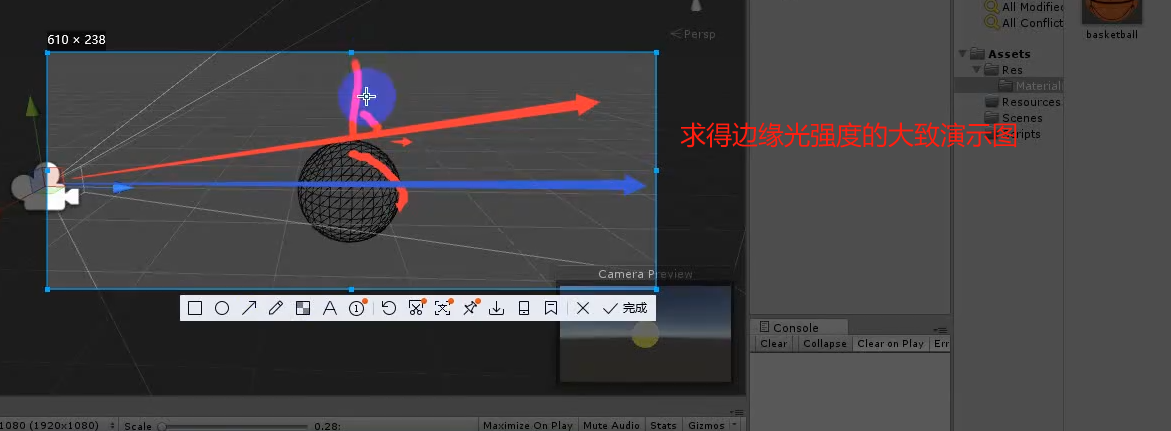 All Modified
All Conflict
basketball
610 × 238
Persp
Assets
Res
Material
Resources
Scenes
求得边缘光强度的大致演示图
Camera Preview
完成
Console
Clear
Collapse
Clear on Play
Err
1080 (1920x1080)
Scale
0.28:
Maximize On Play
Mute Audio
Stats
Gizmos